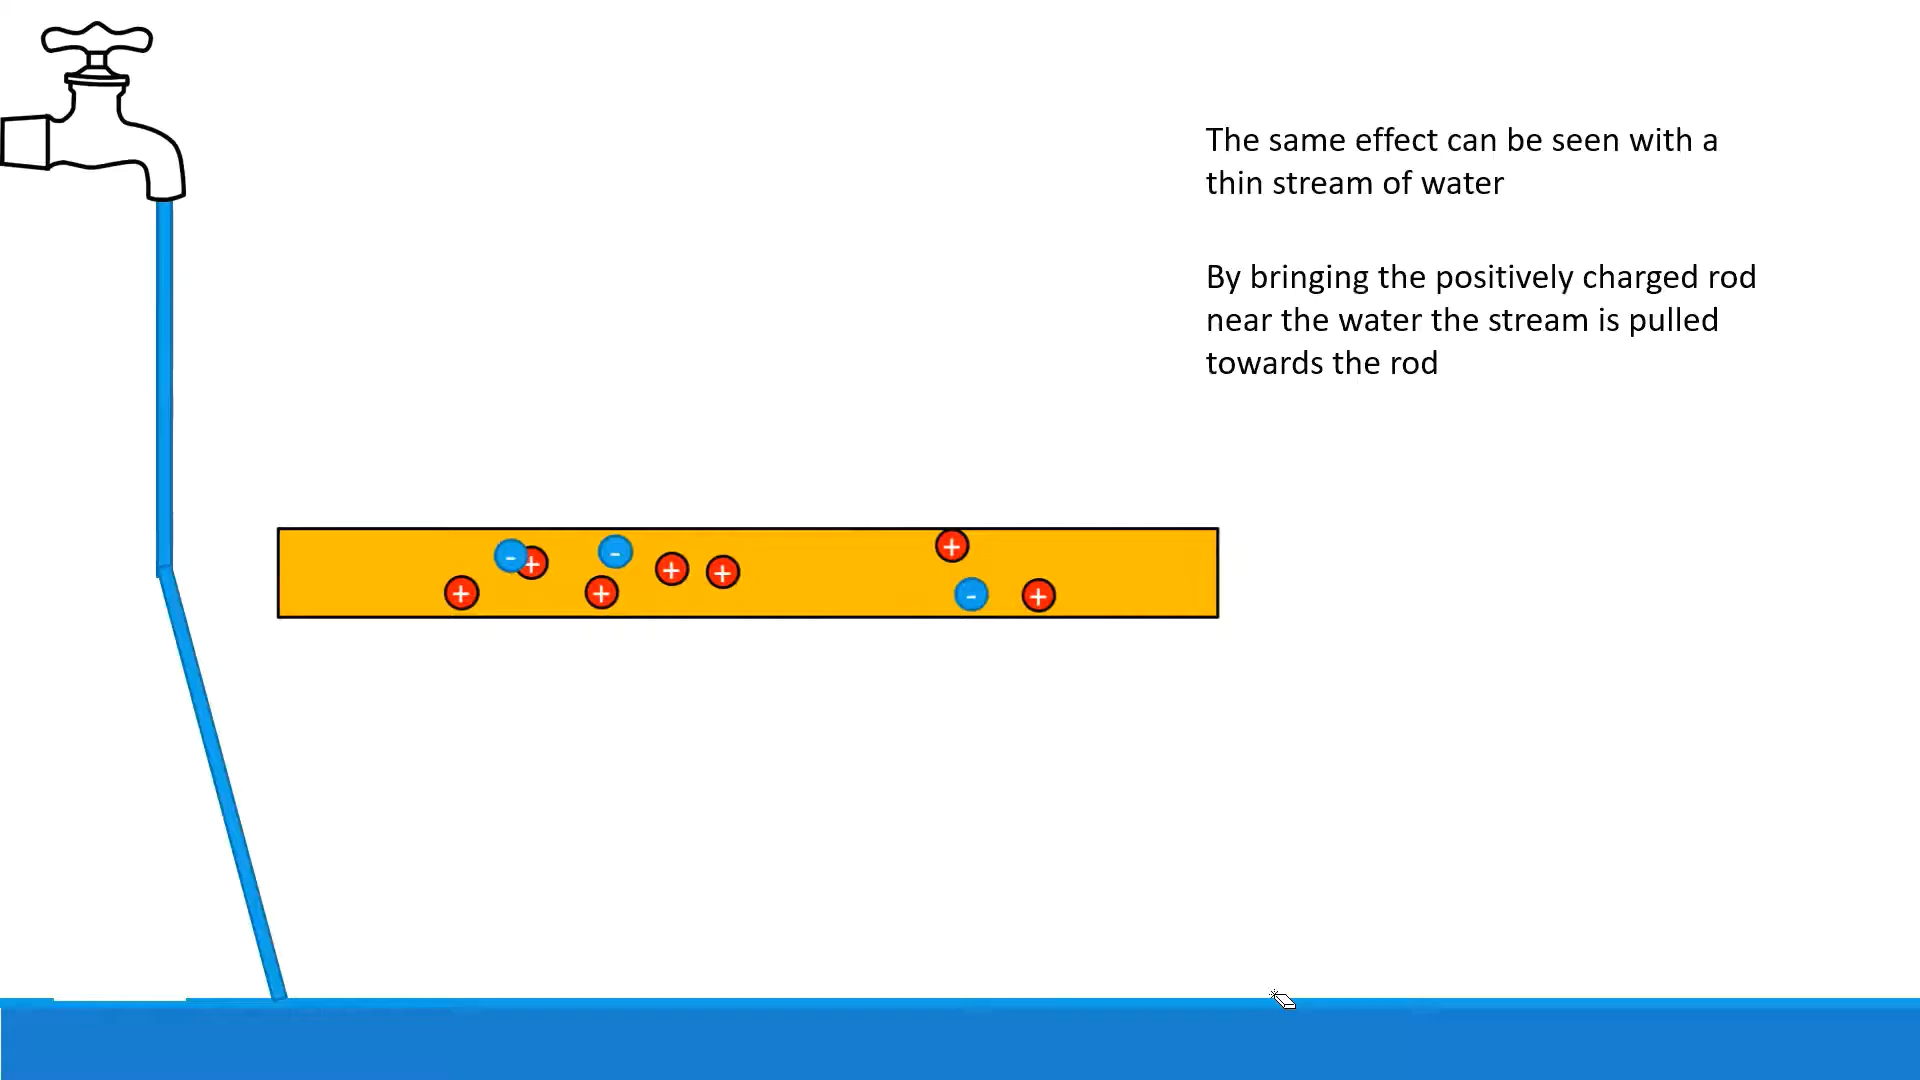 The same effect can be seen with a
thin stream of water
By bringing the positively charged rod
near the water the stream is pulled
towards the rod
- + - + + +
+ + - +